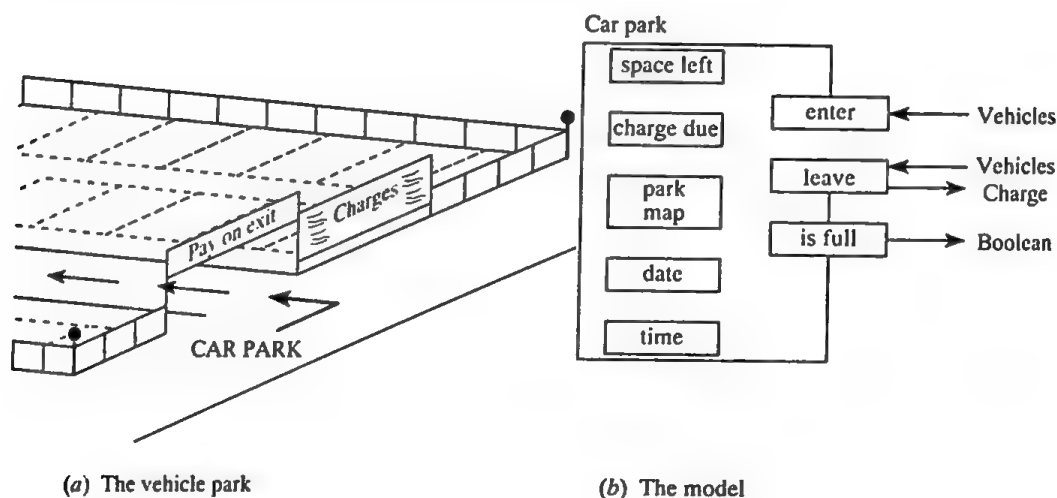 Pay on exit
Charges
CAR PARK
(a) The vehicle park
Car park
space left
charge due
park
map
date
time
enter
leave
is full
Vehicles
Vehicles
Charge
Boolean
(b) The model